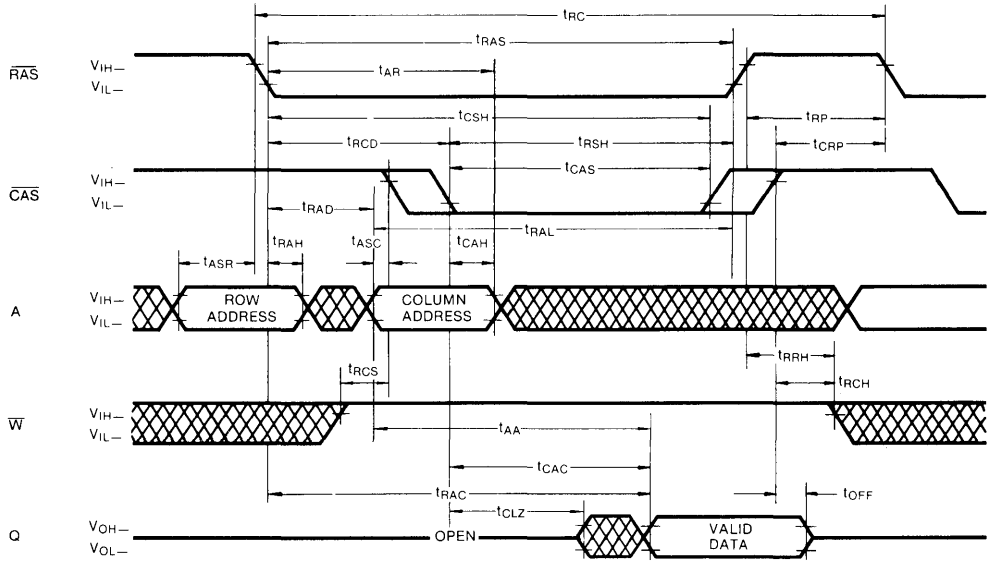 tRC
tRAS
RAS
VIH—
VIL—
tAR
tCSH
tRP
tRCD
tRSH
tCRP
CAS
VIH—
VIL—
tCAS
tRAD
tRAL
tRAH
tASC
tCAH
tASR
A
VIH—
VIL—
ROW
ADDRESS
COLUMN
ADDRESS
tRRH
tRCS
tRCH
W
VIH—
VIL—
tAA
tCAC
tRAC
tOFF
tCLZ
Q
VOH—
VOL—
OPEN
VALID
DATA